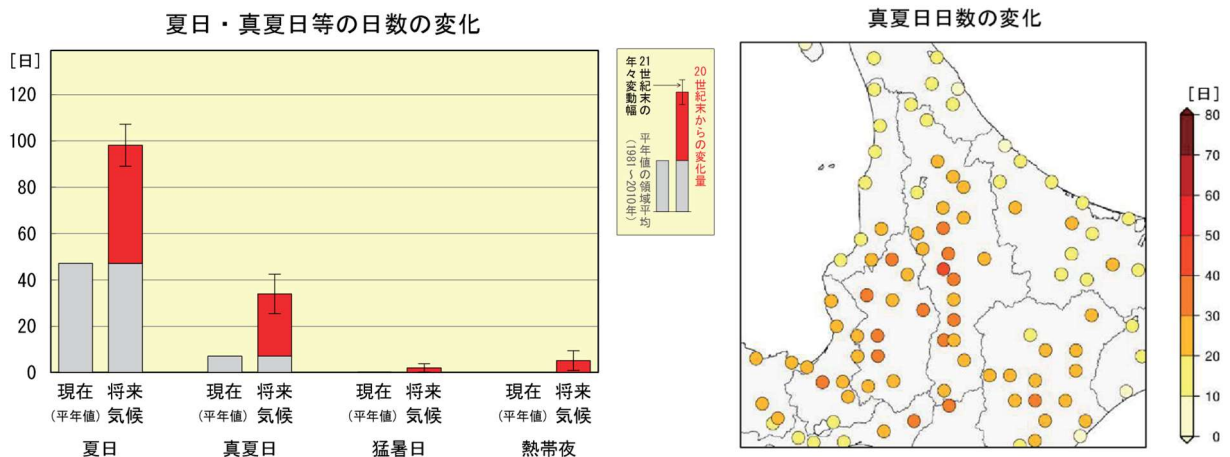 夏日・真夏日等の日数の変化
[日]
120
100
80
60
40
20
0
現在
(平年値)
将来
気候
夏日
現在
(平年値)
将来
気候
真夏日
現在
(平年値)
将来
気候
猛暑日
現在
(平年値)
将来
気候
熱帯夜
20世紀末からの変化量
21世紀末の
年々変動幅
平年値の領域平均
(1981~2010年)
真夏日日数の変化
[日]
80
70
60
50
40
30
20
10
0